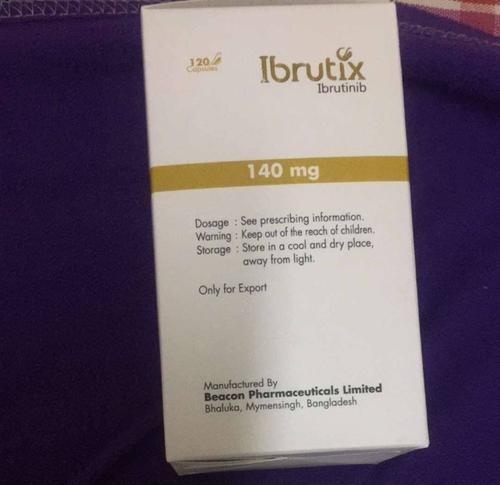 120
Capsules
Ibrutix
Ibrutinib
140 mg
Dosage : See prescribing information.
Warning : Keep out of the reach of children.
Storage : Store in a cool and dry place,
away from light.
Only for Export
Manufactured By
Beacon Pharmaceuticals Limited
Bhaluka, Mymensingh, Bangladesh